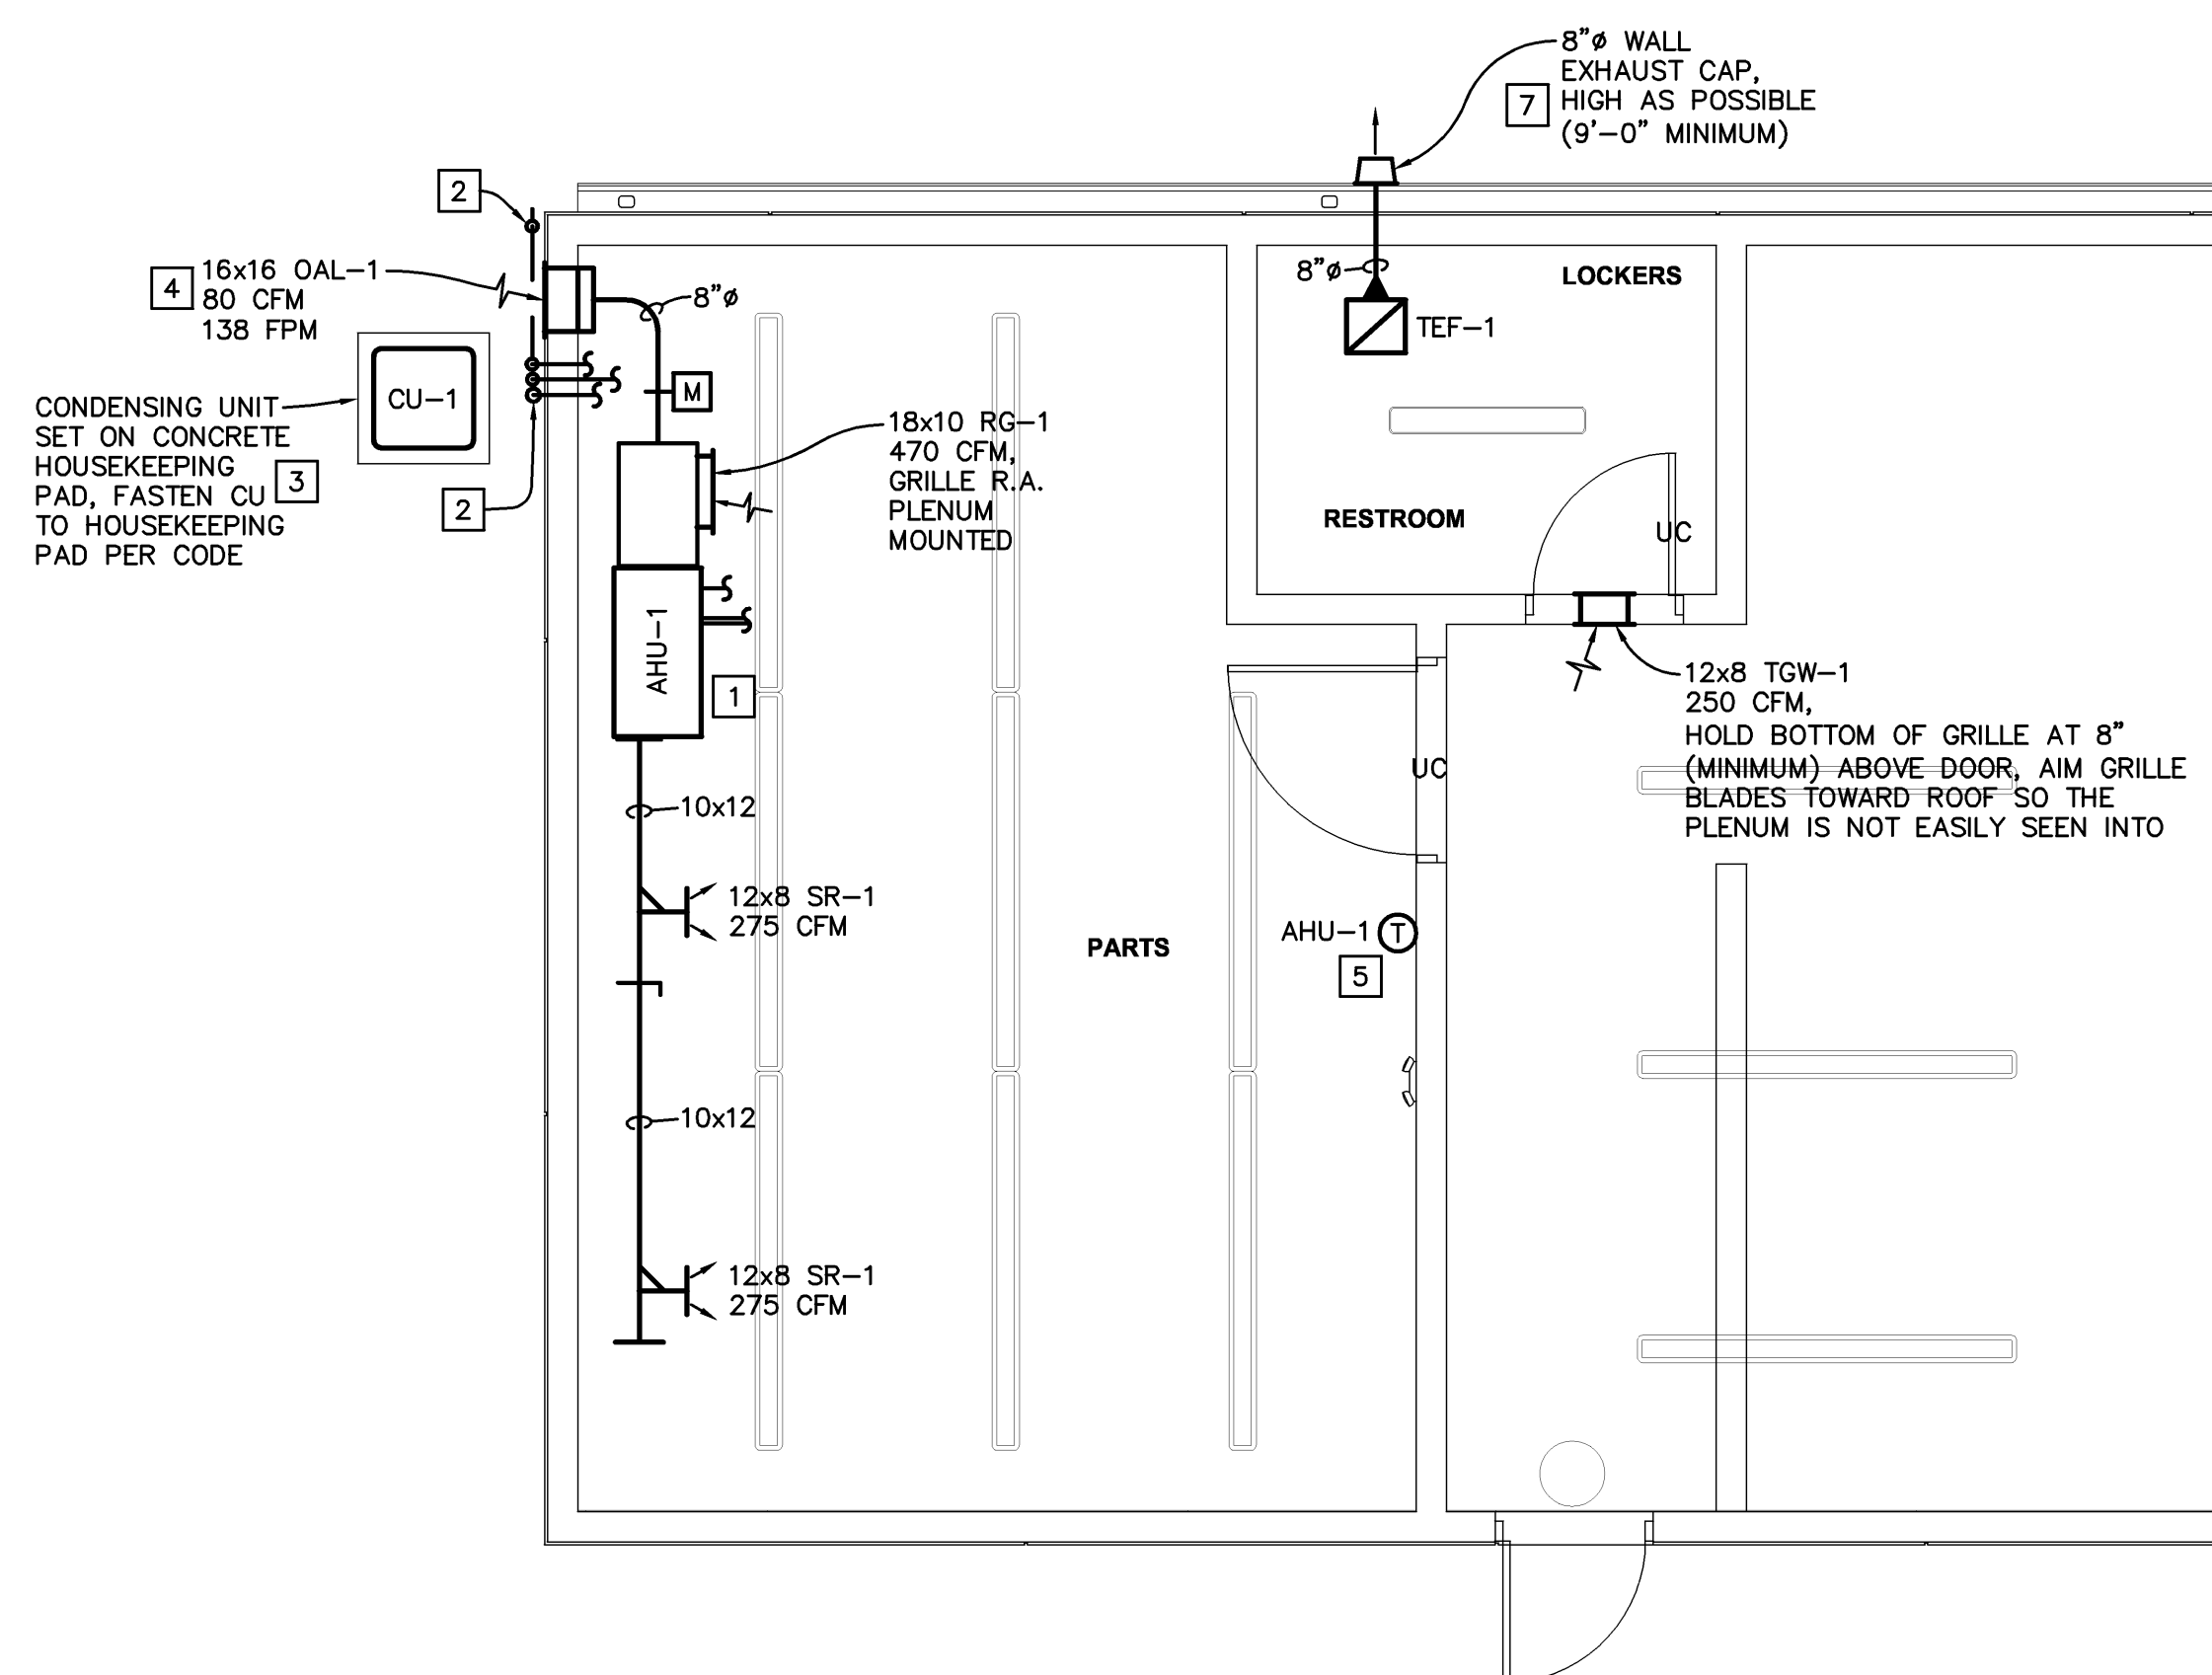 8"ø WALL
EXHAUST CAP,
HIGH AS POSSIBLE
(9'-0" MINIMUM)
7
2
4
16x16 OAL-1
80 CFM
138 FPM
8"ø
8"ø
LOCKERS
TEF-1
M
CU-1
CONDENSING UNIT
SET ON CONCRETE
HOUSEKEEPING
PAD, FASTEN CU
TO HOUSEKEEPING
PAD PER CODE
3
2
18x10 RG-1
470 CFM,
GRILLE R.A.
PLENUM
MOUNTED
RESTROOM
UC
AHU-1
1
12x8 TGW-1
250 CFM,
HOLD BOTTOM OF GRILLE AT 8"
(MINIMUM) ABOVE DOOR, AIM GRILLE
BLADES TOWARD ROOF SO THE
PLENUM IS NOT EASILY SEEN INTO
UC
10x12
12x8 SR-1
275 CFM
PARTS
AHU-1 T
5
10x12
12x8 SR-1
275 CFM